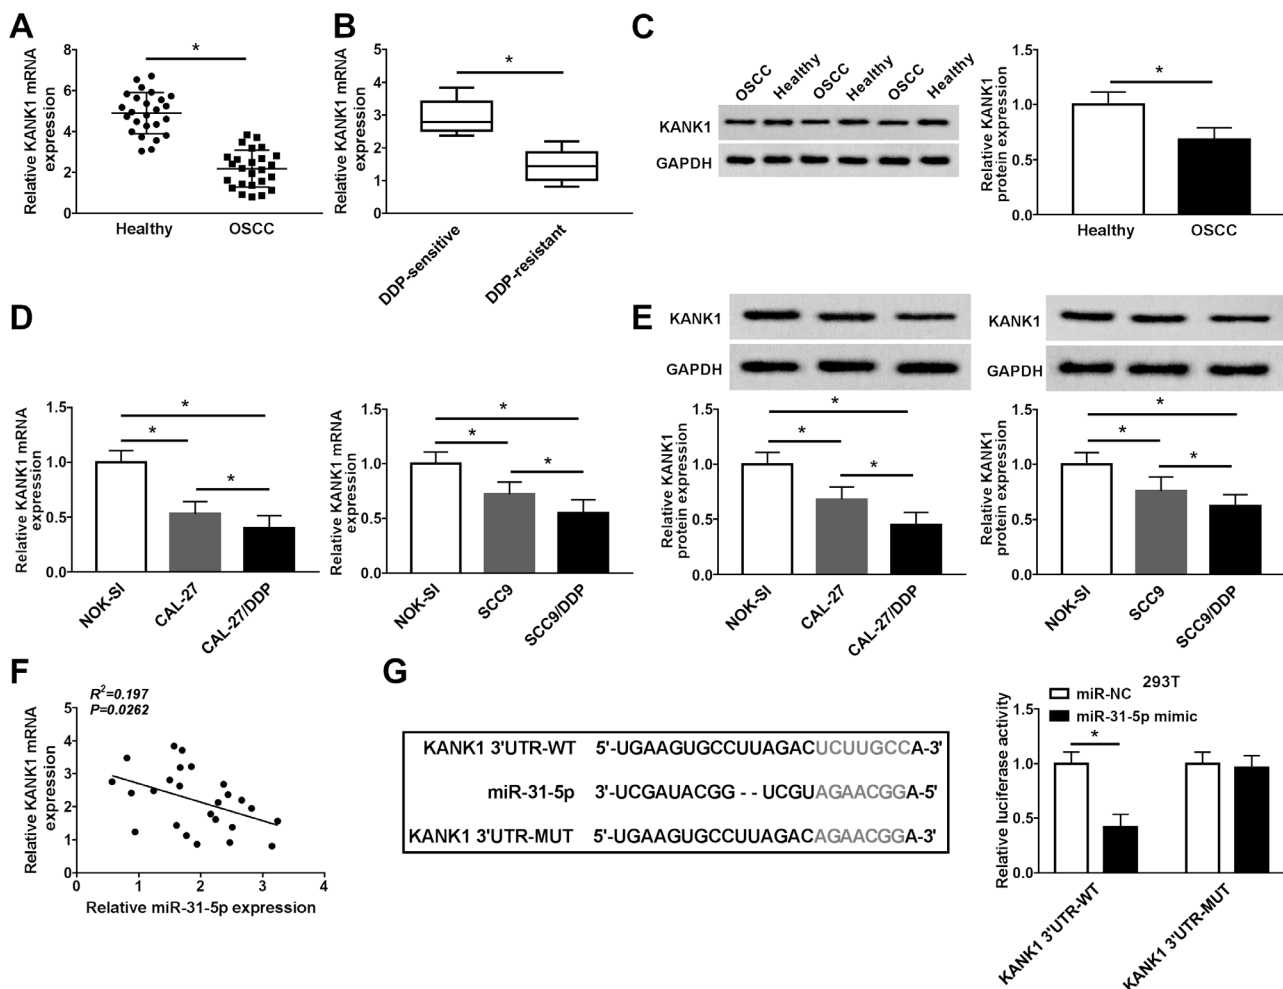 A
Relative KANK1 mRNA
expression
8
6
4
2
0
*
Healthy
OSCC
B
Relative KANK1 mRNA
expression
5
4
3
2
1
0
*
DDP-sensitive
DDP-resistant
C
OSCC
Healthy
OSCC
Healthy
OSCC
Healthy
KANK1
GAPDH
Relative KANK1
protein expression
1.5
1.0
0.5
0.0
*
Healthy
OSCC
D
Relative KANK1 mRNA
expression
1.5
1.0
0.5
0.0
*
*
*
NOK-SI
CAL-27
CAL-27/DDP
Relative KANK1 mRNA
expression
1.5
1.0
0.5
0.0
*
*
*
NOK-SI
SCC9
SCC9/DDP
E
KANK1
GAPDH
Relative KANK1
protein expression
1.5
1.0
0.5
0.0
*
*
*
NOK-SI
CAL-27
CAL-27/DDP
KANK1
GAPDH
Relative KANK1
protein expression
1.5
1.0
0.5
0.0
*
*
*
NOK-SI
SCC9
SCC9/DDP
F
R²=0.197
P=0.0262
Relative KANK1 mRNA
expression
5
4
3
2
1
0
0 1 2 3 4
Relative miR-31-5p expression
G
KANK1 3'UTR-WT 5'-UGAAGUGCCUUAGACUCUUGCCA-3'
miR-31-5p 3'-UCGAUACGG--UCGUAGAACGGA-5'
KANK1 3'UTR-MUT 5'-UGAAGUGCCUUAGACAGAACGGA-3'
293T
miR-NC
miR-31-5p mimic
Relative luciferase activity
1.5
1.0
0.5
0.0
*
KANK1 3'UTR-WT
KANK1 3'UTR-MUT